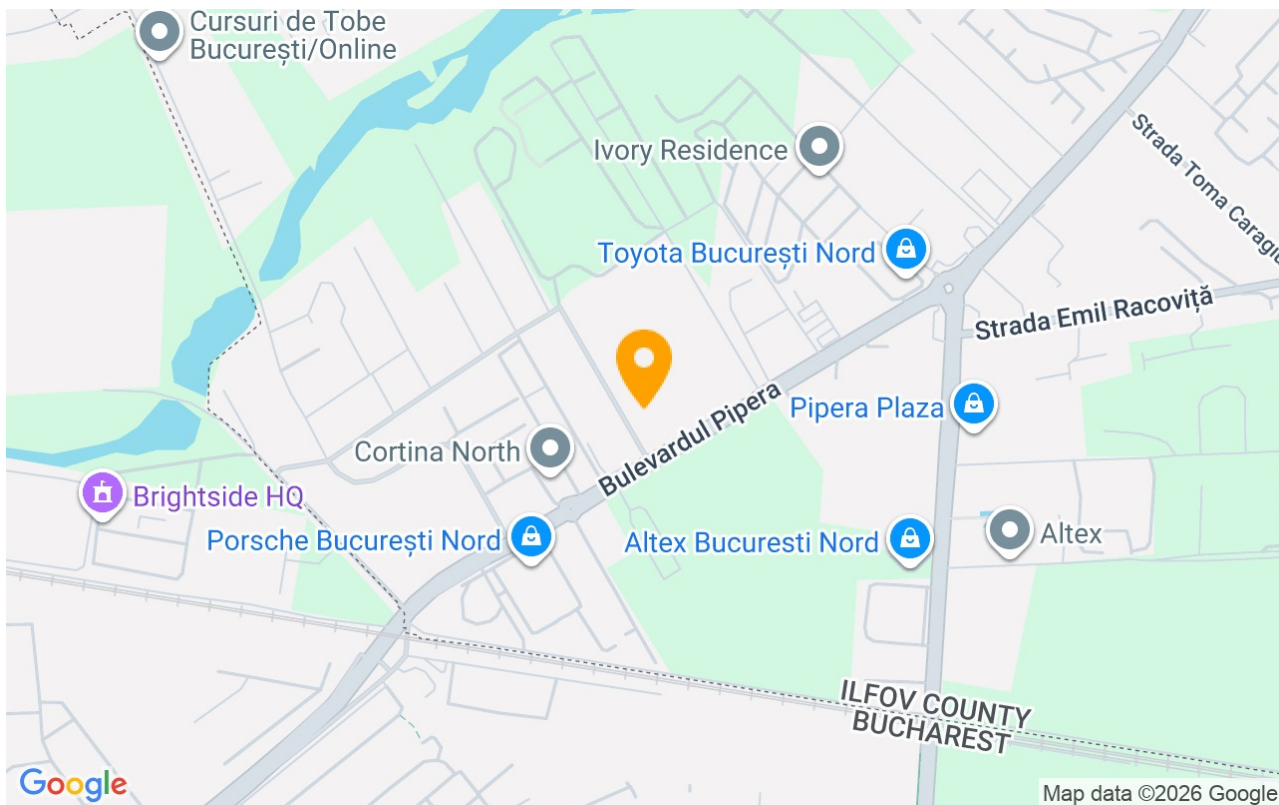 Cursuri de Tobe
București/Online
Ivory Residence
Strada Toma Caragiu
Toyota București Nord
Strada Emil Racoviță
Bulevardul Pipera
Pipera Plaza
Cortina North
Brightside HQ
Porsche București Nord
Altex Bucuresti Nord
Altex
ILFOV COUNTY
BUCHAREST
Google
Map data ©2026 Google